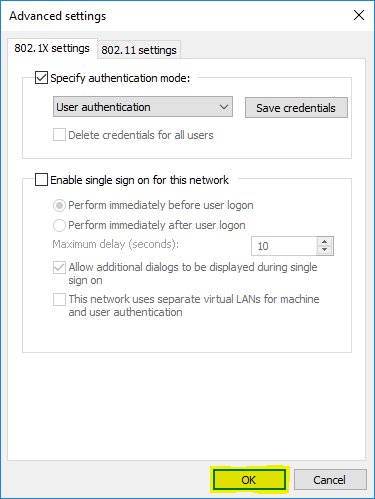 Advanced settings
802.1X settings
802.11 settings
Specify authentication mode:
User authentication
Save credentials
Delete credentials for all users
Enable single sign on for this network
Perform immediately before user logon
Perform immediately after user logon
Maximum delay (seconds):
10
Allow additional dialogs to be displayed during single
sign on
This network uses separate virtual LANs for machine
and user authentication
OK
Cancel